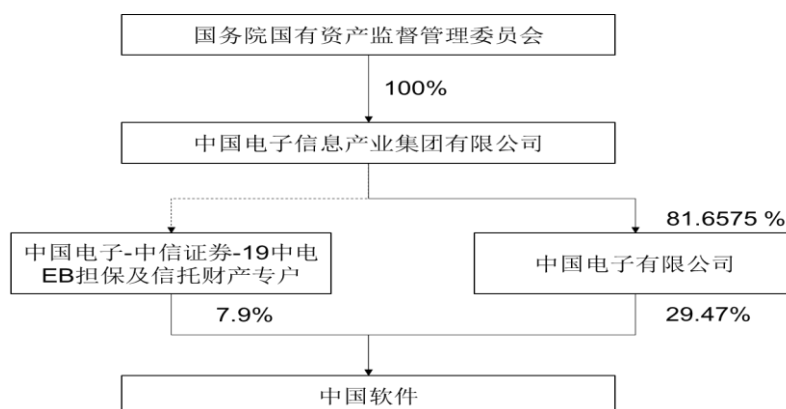 国务院国有资产监督管理委员会
100%
中国电子信息产业集团有限公司
81.6575 %
中国电子-中信证券-19中电
EB担保及信托财产专户
中国电子有限公司
7.9%
29.47%
中国软件